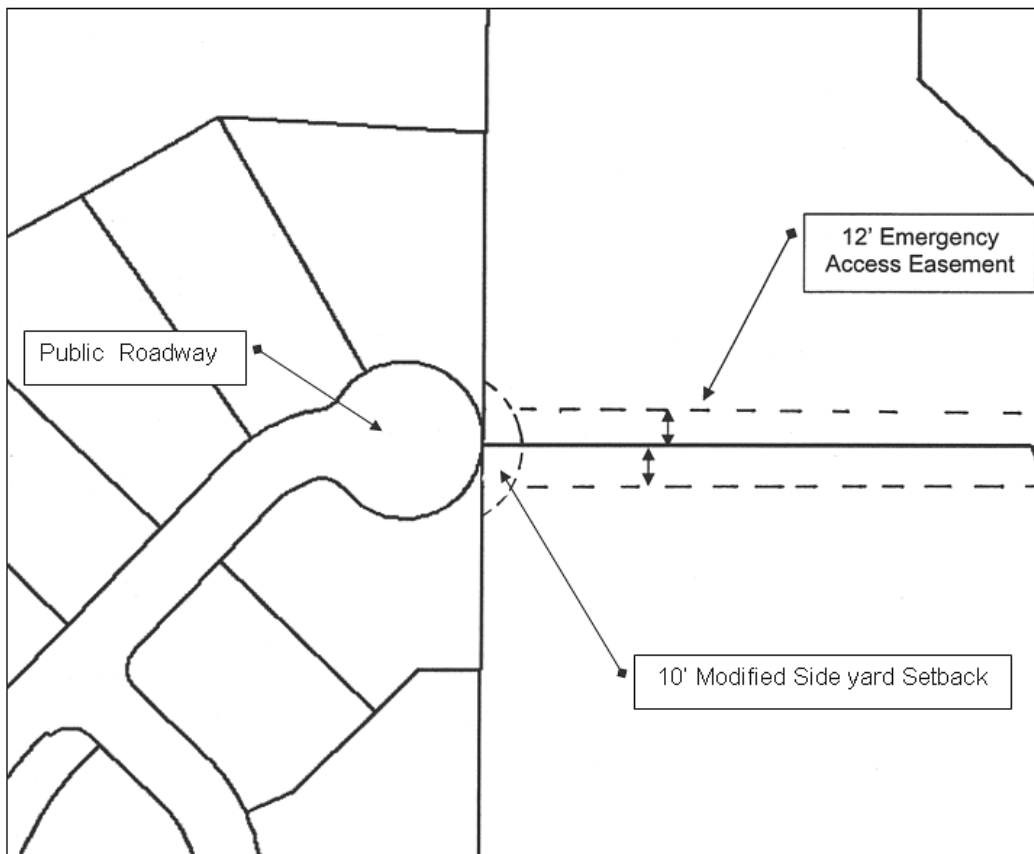 12' Emergency
Access Easement
Public Roadway
10' Modified Side yard Setback